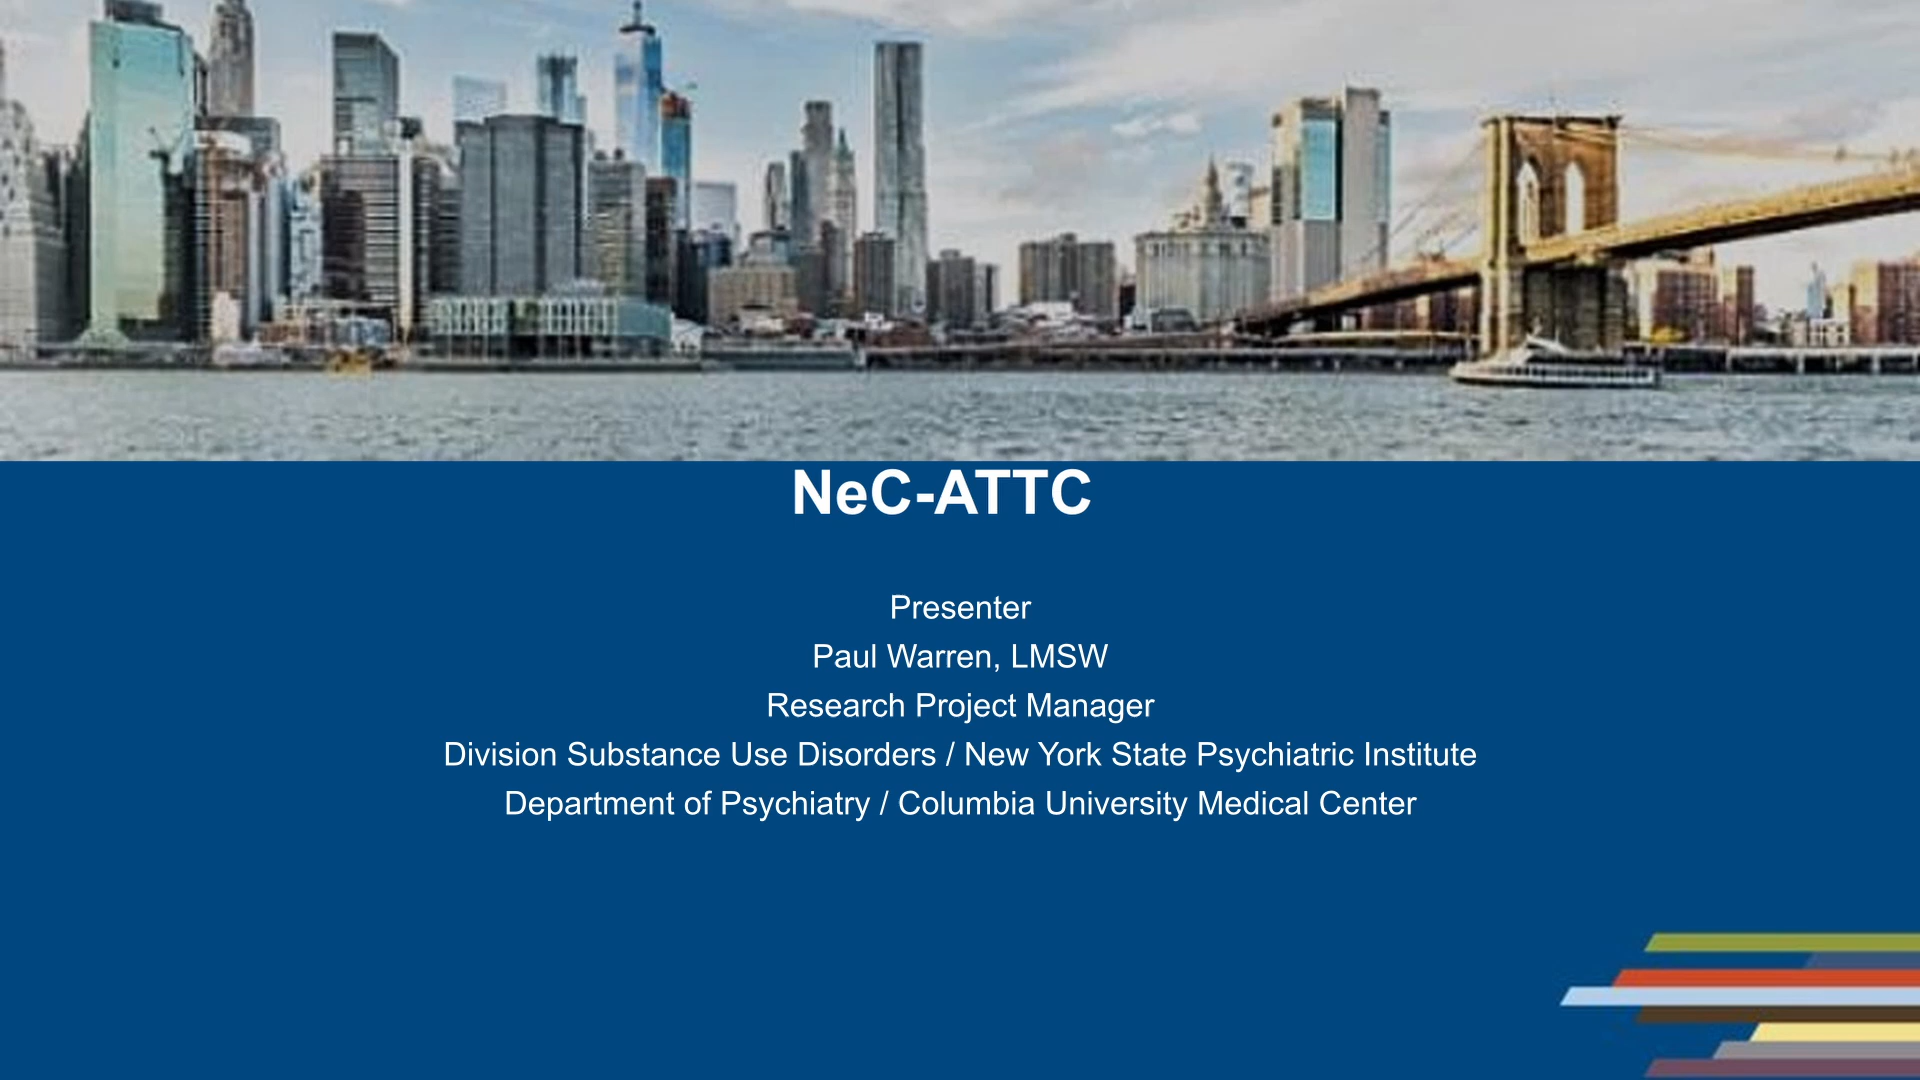 NeC-ATTC
Presenter
Paul Warren, LMSW
Research Project Manager
Division Substance Use Disorders / New York State Psychiatric Institute
Department of Psychiatry / Columbia University Medical Center